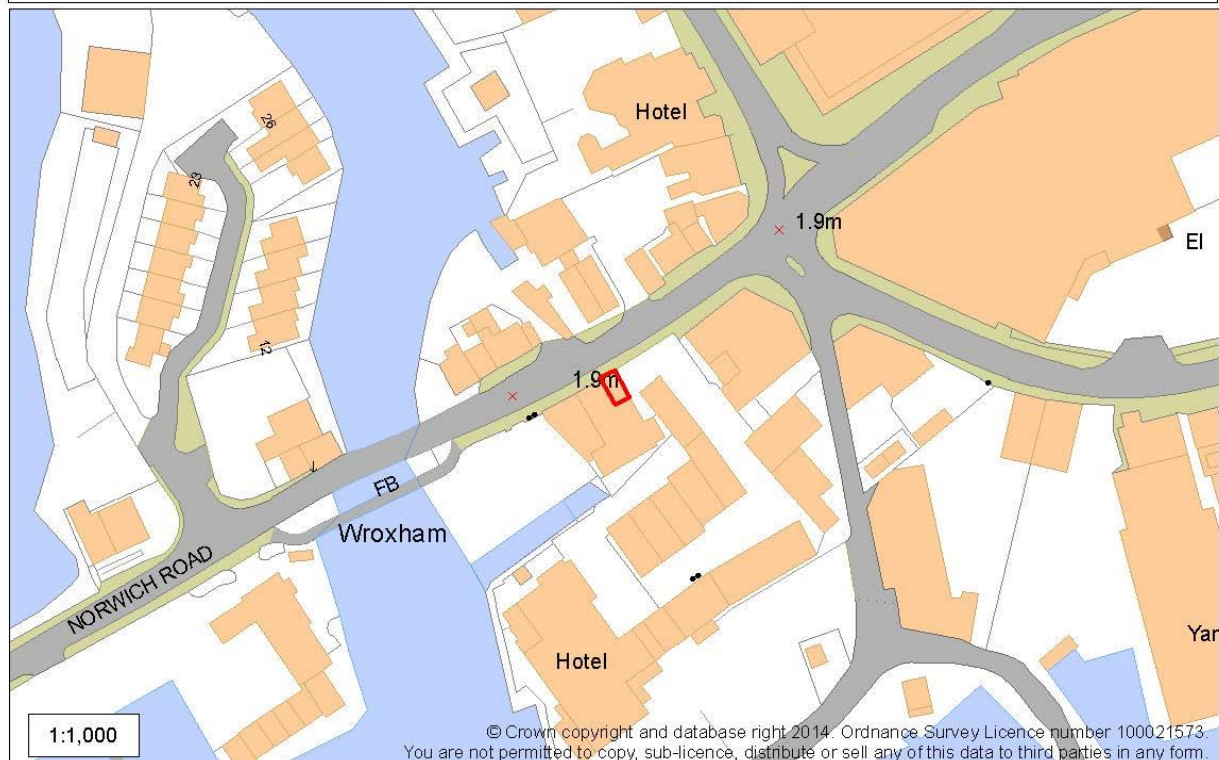 Hotel
26
23
1.9m
El
12
1.9m
FB
Wroxham
NORWICH ROAD
Hotel
Yar
1:1,000
© Crown copyright and database right 2014. Ordnance Survey Licence number 100021573.
You are not permitted to copy, sub-licence, distribute or sell any of this data to third parties in any form.